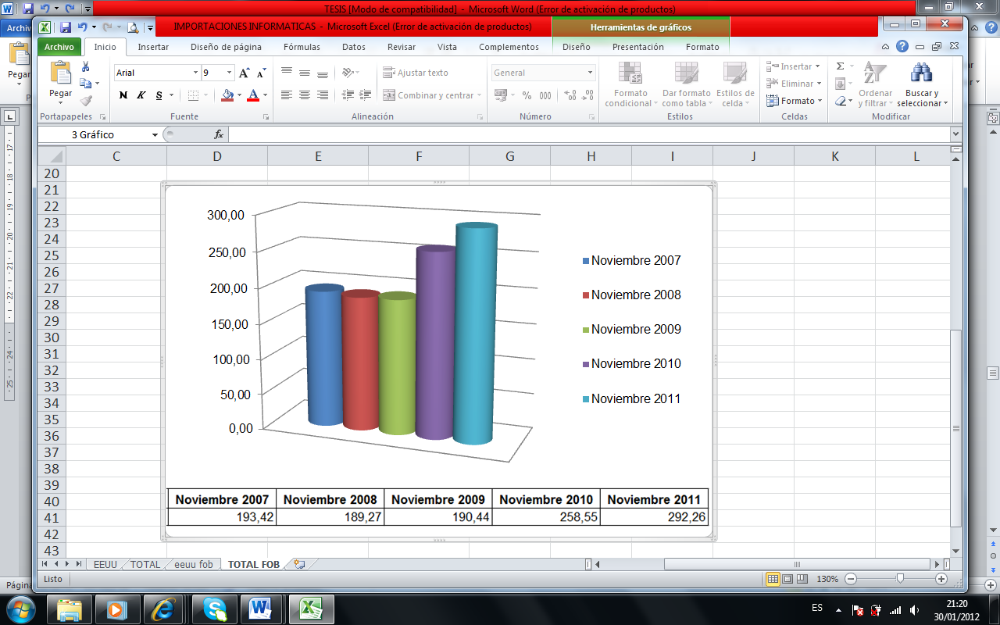 TESIS [Modo de compatibilidad] - Microsoft Word (Error de activación de productos)
IMPORTACIONES INFORMATICAS - Microsoft Excel (Error de activación de productos)
Herramientas de gráficos
Archivo Inicio Insertar Diseño de página Fórmulas Datos Revisar Vista Complementos Diseño Presentación Formato
Pegar
Portapapeles
Arial 9
N K S
Fuente
Ajustar texto
Combinar y centrar
Alineación
General
% 000
Número
Formato condicional
Dar formato como tabla
Estilos de celda
Estilos
Insertar
Eliminar
Formato
Celdas
Ordenar y filtrar
Buscar y seleccionar
Modificar
3 Gráfico fx
C D E F G H I J K L
20
21
22
23
24
25
26
27
28
29
30
31
32
33
34
35
36
37
38
39
40
41
42
43
300,00
250,00
200,00
150,00
100,00
50,00
0,00
Noviembre 2007
Noviembre 2008
Noviembre 2009
Noviembre 2010
Noviembre 2011
Noviembre 2007 Noviembre 2008 Noviembre 2009 Noviembre 2010 Noviembre 2011
193,42 189,27 190,44 258,55 292,26
EEUU TOTAL eeuu fob TOTAL FOB
Listo 130%
ES 21:20
30/01/2012